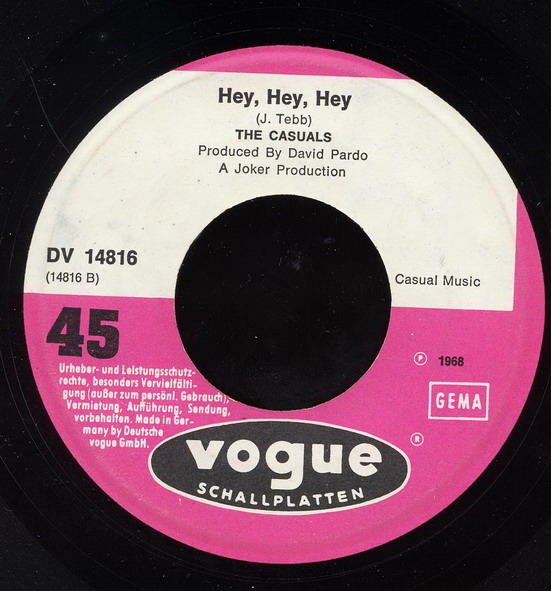 Hey, Hey, Hey
(J. Tebb)
THE CASUALS
Produced By David Pardo
A Joker Production
DV 14816
(14816 B)
Casual Music
45
Urheber- und Leistungsschutz-
rechte, besonders Vervielfälti-
gung (außer zum persönl. Gebrauch),
Vermietung, Aufführung, Sendung,
vorbehalten. Made in Ger-
many by Deutsche
vogue GmbH.
℗ 1968
GEMA
®
vogue
SCHALLPLATTEN